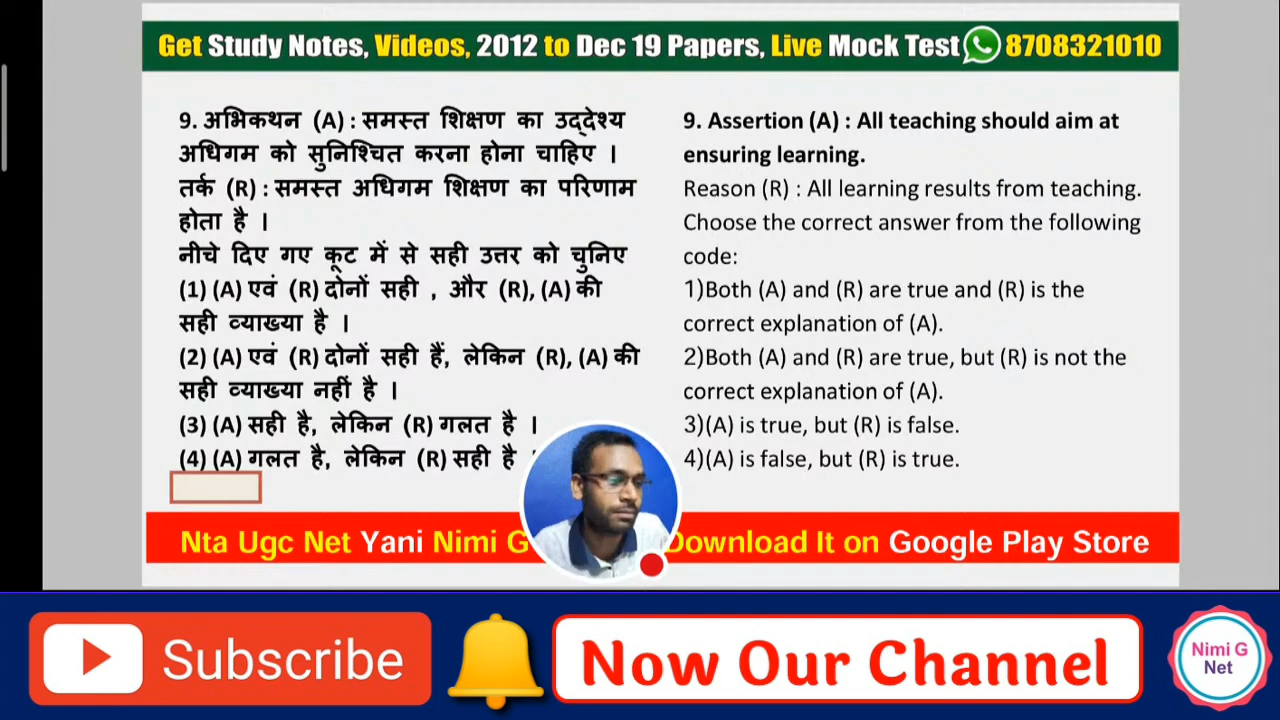 Get Study Notes, Videos, 2012 to Dec 19 Papers, Live Mock Test 8708321010
9. अभिकथन (A) : समस्त शिक्षण का उद्देश्य
अधिगम को सुनिश्चित करना होना चाहिए ।
तर्क (R) : समस्त अधिगम शिक्षण का परिणाम
होता है ।
नीचे दिए गए कूट में से सही उत्तर को चुनिए
(1) (A) एवं (R) दोनों सही , और (R), (A) की
सही व्याख्या है ।
(2) (A) एवं (R) दोनों सही हैं, लेकिन (R), (A) की
सही व्याख्या नहीं है ।
(3) (A) सही है, लेकिन (R) गलत है ।
(4) (A) गलत है, लेकिन (R) सही है
9. Assertion (A) : All teaching should aim at
ensuring learning.
Reason (R) : All learning results from teaching.
Choose the correct answer from the following
code:
1)Both (A) and (R) are true and (R) is the
correct explanation of (A).
2)Both (A) and (R) are true, but (R) is not the
correct explanation of (A).
3)(A) is true, but (R) is false.
4)(A) is false, but (R) is true.
Nta Ugc Net Yani Nimi G Download It on Google Play Store
Subscribe
Now Our Channel
Nimi G
Net